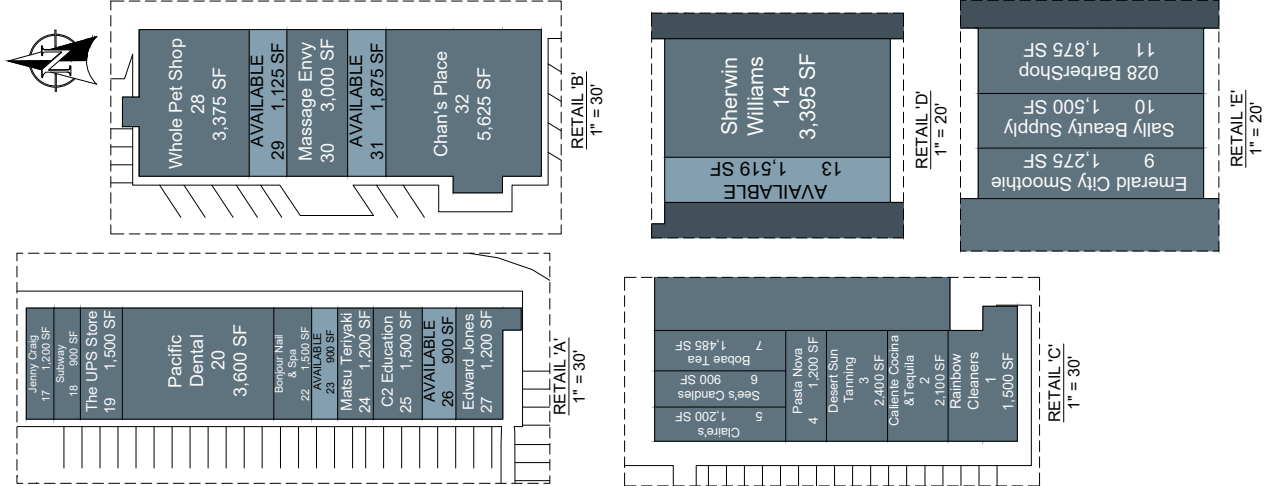 N
Whole Pet Shop
28
3,375 SF
AVAILABLE
29 1,125 SF
Massage Envy
30 3,000 SF
AVAILABLE
31 1,875 SF
Chan's Place
32
5,625 SF
RETAIL 'B'
1" = 30'
Sherwin
Williams
14
3,395 SF
AVAILABLE
13 1,519 SF
RETAIL 'D'
1" = 20'
028 BarberShop
11 1,875 SF
Sally Beauty Supply
10 1,500 SF
Emerald City Smoothie
9 1,275 SF
RETAIL 'E'
1" = 20'
Jenny Craig
17 1,200 SF
Subway
18 900 SF
The UPS Store
19 1,500 SF
Pacific
Dental
20
3,600 SF
Bonjour Nail
& Spa
22 1,500 SF
AVAILABLE
23 900 SF
Matsu Teriyaki
24 1,200 SF
C2 Education
25 1,500 SF
AVAILABLE
26 900 SF
Edward Jones
27 1,200 SF
RETAIL 'A'
1" = 30'
Bobae Tea
7 1,485 SF
See's Candies
6 900 SF
Claire's
5 1,200 SF
Pasta Nova
4 1,200 SF
Desert Sun
Tanning
3
2,400 SF
Caliente Cocina
&Tequila
2
2,100 SF
Rainbow
Cleaners
1
1,500 SF
RETAIL 'C'
1" = 30'